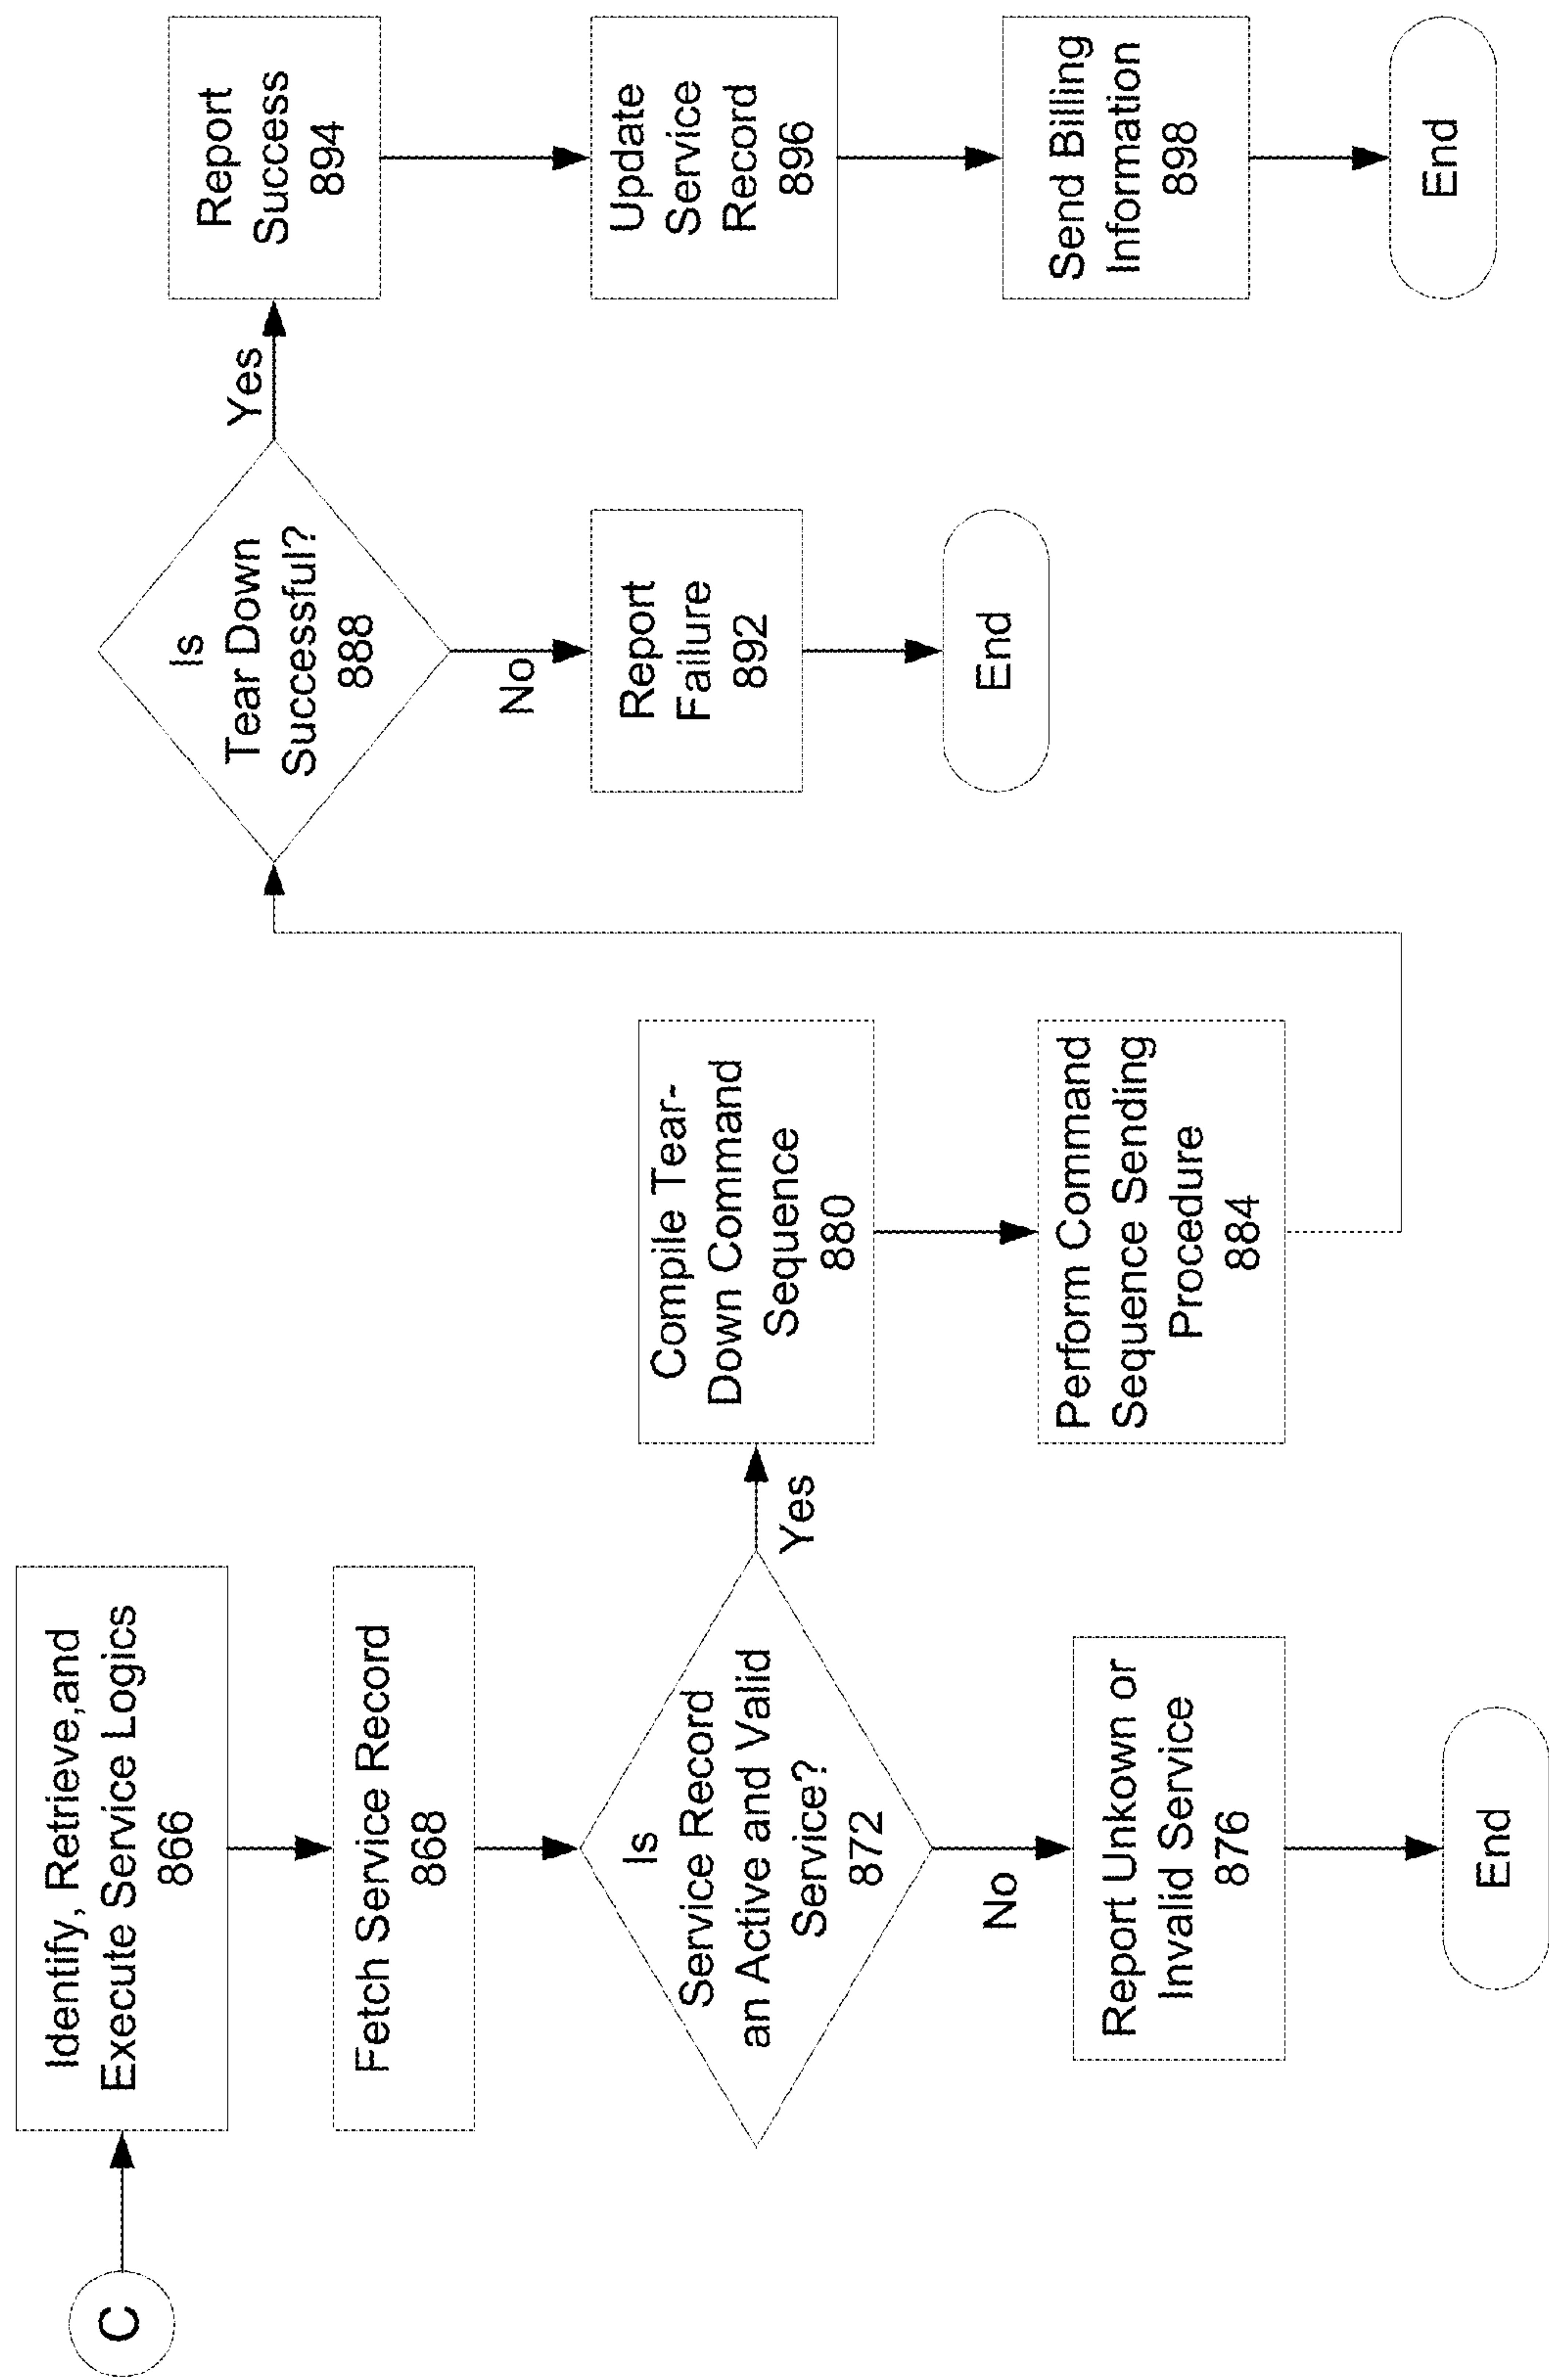 C
Identify, Retrieve,and
Execute Service Logics
866
Fetch Service Record
868
Is
Service Record
an Active and Valid
Service?
872
No
Yes
Report Unkown or
Invalid Service
876
End
Compile Tear-
Down Command
Sequence
880
Perform Command
Sequence Sending
Procedure
884
Is
Tear Down
Successful?
888
No
Yes
Report
Failure
892
End
Report
Success
894
Update
Service
Record
896
Send Billing
Information
898
End